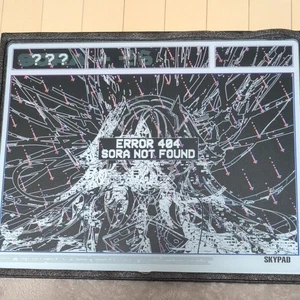 ???
ERROR 404
SORA NOT FOUND
SKYPAD